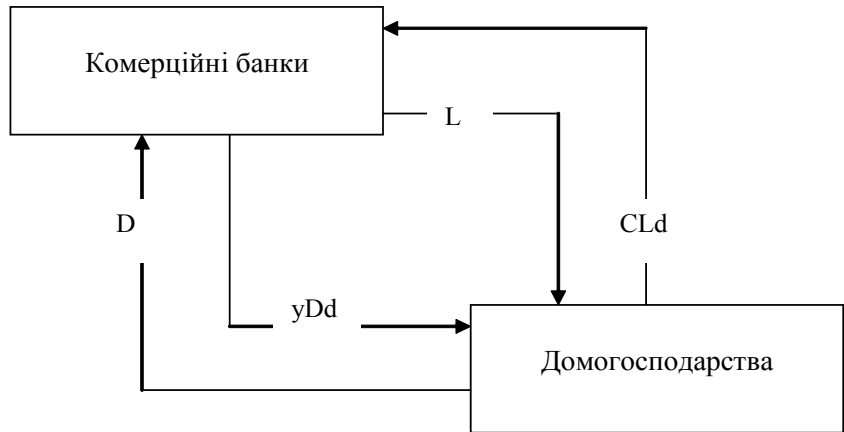 Комерційні банки
L
D
CLd
yDd
Домогосподарства